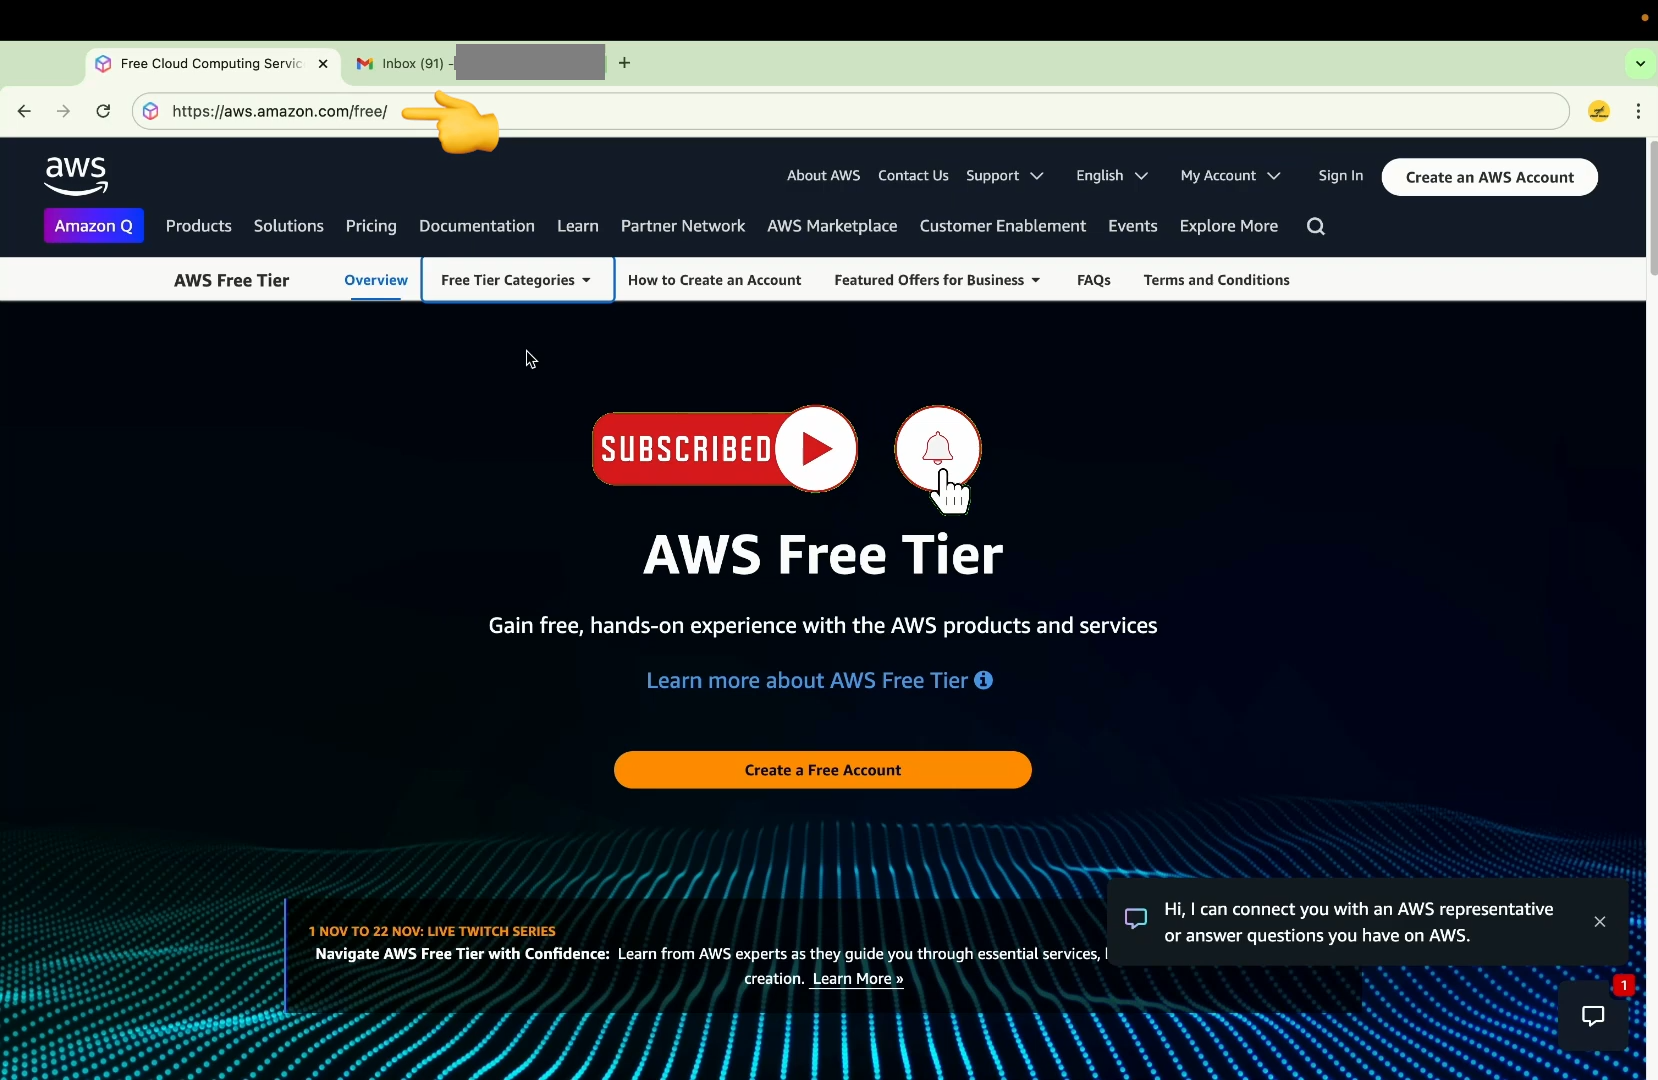 Free Cloud Computing Servic
Inbox (91) -
https://aws.amazon.com/free/
aws
About AWS Contact Us Support English My Account Sign In Create an AWS Account
Amazon Q Products Solutions Pricing Documentation Learn Partner Network AWS Marketplace Customer Enablement Events Explore More
AWS Free Tier Overview Free Tier Categories How to Create an Account Featured Offers for Business FAQs Terms and Conditions
SUBSCRIBED
AWS Free Tier
Gain free, hands-on experience with the AWS products and services
Learn more about AWS Free Tier
Create a Free Account
1 NOV TO 22 NOV: LIVE TWITCH SERIES
Navigate AWS Free Tier with Confidence: Learn from AWS experts as they guide you through essential services,
creation. Learn More »
Hi, I can connect you with an AWS representative
or answer questions you have on AWS.
1